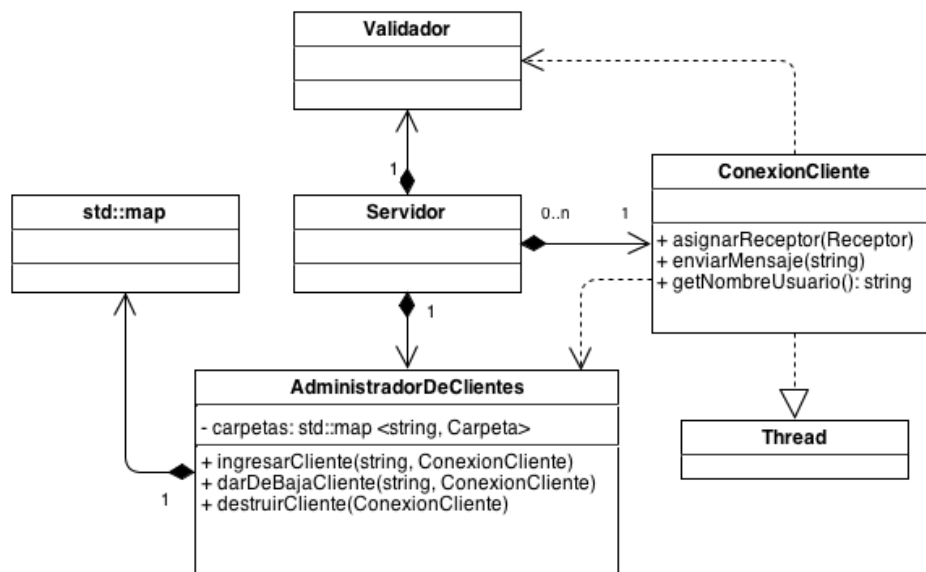 Validador
1
ConexionCliente
+ asignarReceptor(Receptor)
+ enviarMensaje(string)
+ getNombreUsuario(): string
std::map
Servidor
0..n
1
1
AdministradorDeClientes
- carpetas: std::map <string, Carpeta>
+ ingresarCliente(string, ConexionCliente)
+ darDeBajaCliente(string, ConexionCliente)
+ destruirCliente(ConexionCliente)
1
Thread